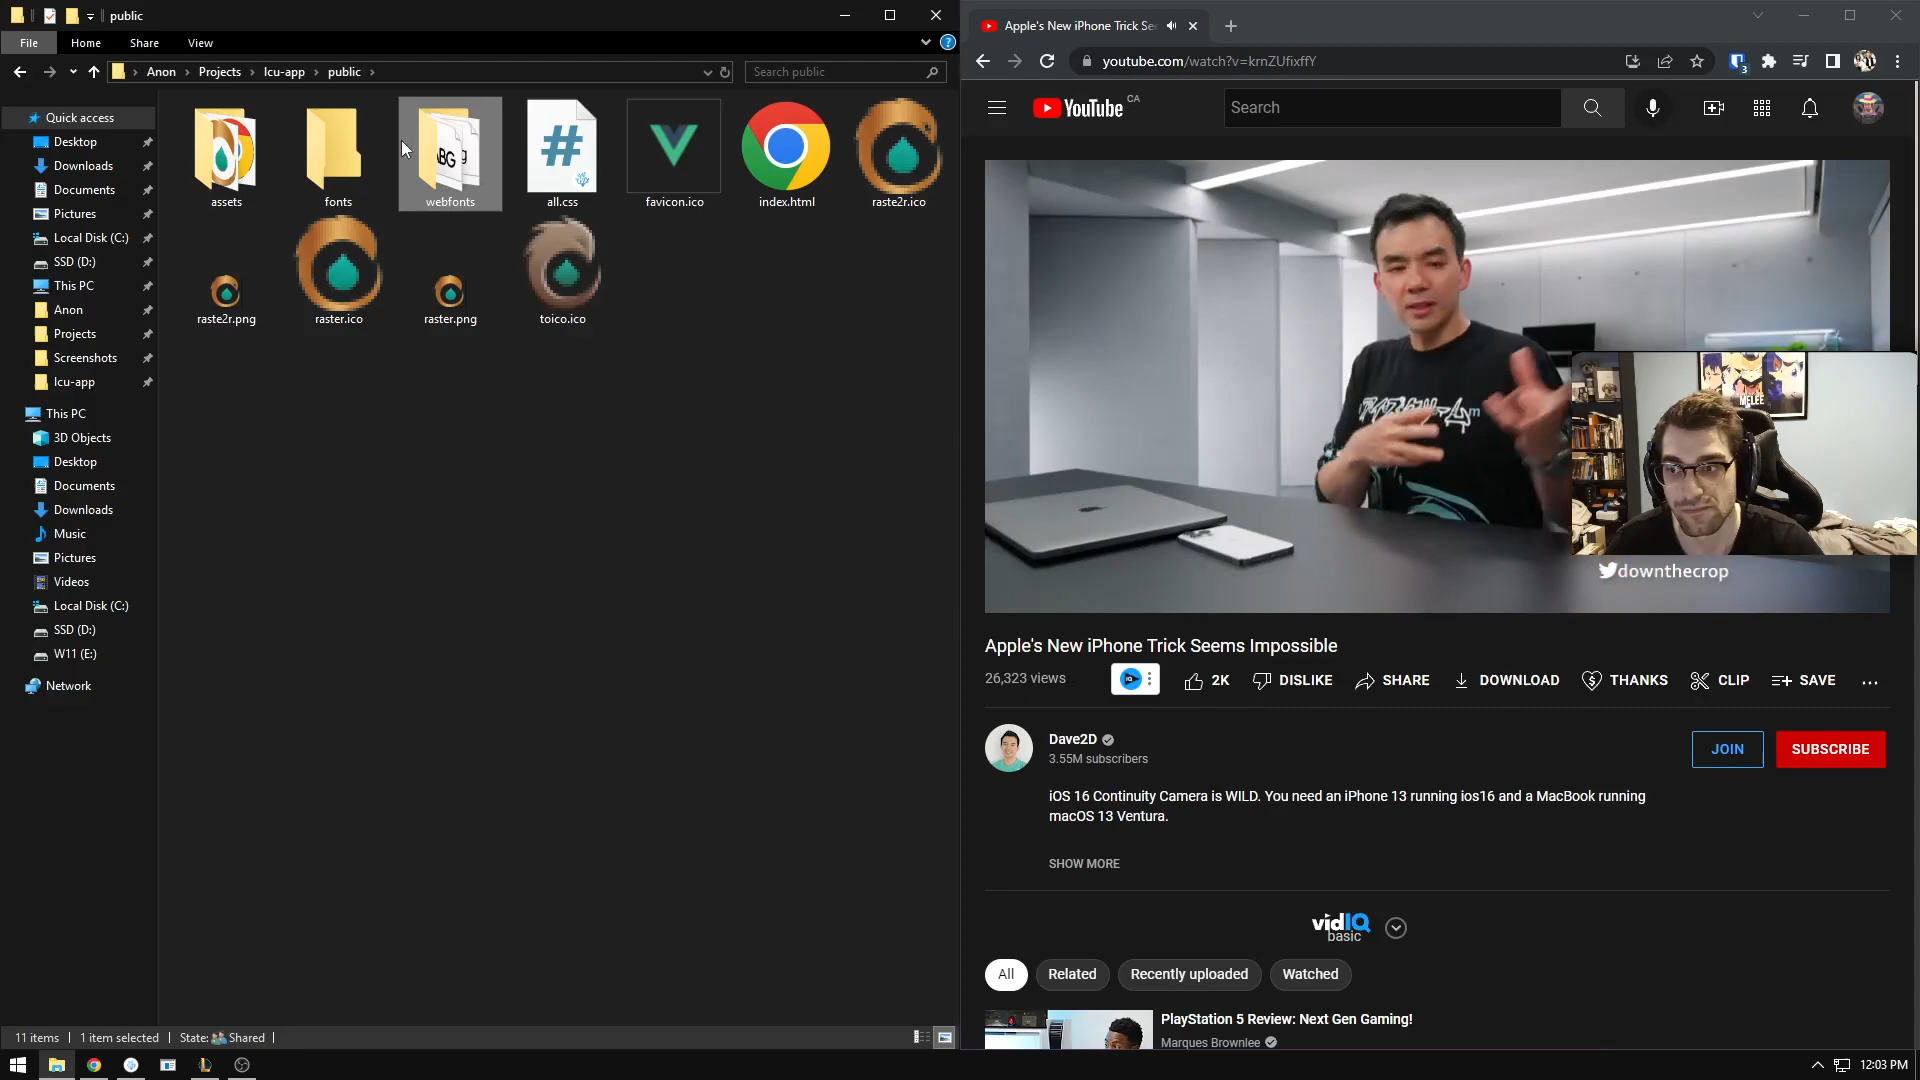 public
File
Home
Share
View
Anon
Projects
lcu-app
public
Search public
Quick access
Desktop
Downloads
Documents
Pictures
Local Disk (C:)
SSD (D:)
This PC
Anon
Projects
Screenshots
lcu-app
This PC
3D Objects
Desktop
Documents
Downloads
Music
Pictures
Videos
Local Disk (C:)
SSD (D:)
W11 (E:)
Network
assets
fonts
webfonts
all.css
favicon.ico
index.html
raste2r.ico
raste2r.png
raster.ico
raster.png
toico.ico
11 items
1 item selected
State:
Shared
Apple's New iPhone Trick See
youtube.com/watch?v=krnZUfixffY
3
YouTube
CA
Search
MELEE
downthecrop
Apple's New iPhone Trick Seems Impossible
26,323 views
2K
DISLIKE
SHARE
DOWNLOAD
THANKS
CLIP
SAVE
Dave2D
3.55M subscribers
JOIN
SUBSCRIBE
iOS 16 Continuity Camera is WILD. You need an iPhone 13 running ios16 and a MacBook running
macOS 13 Ventura.
SHOW MORE
vidIQ
basic
All
Related
Recently uploaded
Watched
PlayStation 5 Review: Next Gen Gaming!
Marques Brownlee
12:03 PM